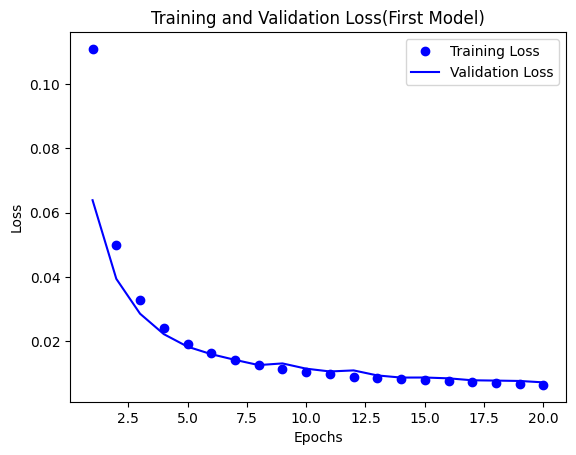 Training and Validation Loss(First Model)
Training Loss
Validation Loss
Loss
0.10
0.08
0.06
0.04
0.02
2.5 5.0 7.5 10.0 12.5 15.0 17.5 20.0
Epochs